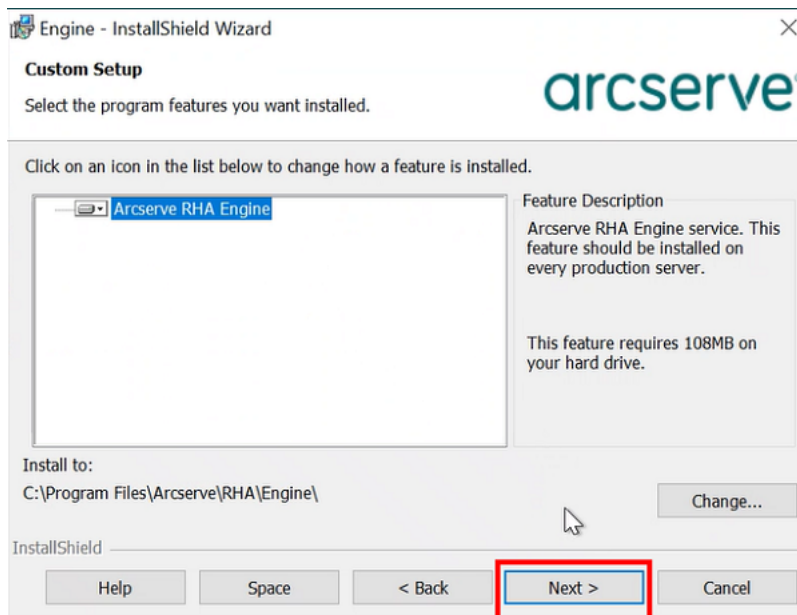 Engine - InstallShield Wizard
Custom Setup
Select the program features you want installed.
arcserve
Click on an icon in the list below to change how a feature is installed.
Arcserve RHA Engine
Feature Description
Arcserve RHA Engine service. This
feature should be installed on
every production server.
This feature requires 108MB on
your hard drive.
Install to:
C:\Program Files\Arcserve\RHA\Engine\
Change...
InstallShield
Help
Space
< Back
Next >
Cancel